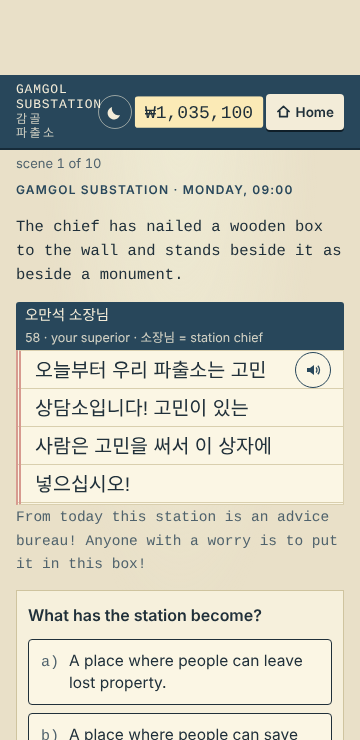 GAMGOL
SUBSTATION
감골
파출소
₩1,035,100
Home
scene 1 of 10
GAMGOL SUBSTATION · MONDAY, 09:00
The chief has nailed a wooden box
to the wall and stands beside it as
beside a monument.
오만석 소장님
58 · your superior · 소장님 = station chief
오늘부터 우리 파출소는 고민
상담소입니다! 고민이 있는
사람은 고민을 써서 이 상자에
넣으십시오!
From today this station is an advice
bureau! Anyone with a worry is to put
it in this box!
What has the station become?
a) A place where people can leave
lost property.
b) A place where people can save